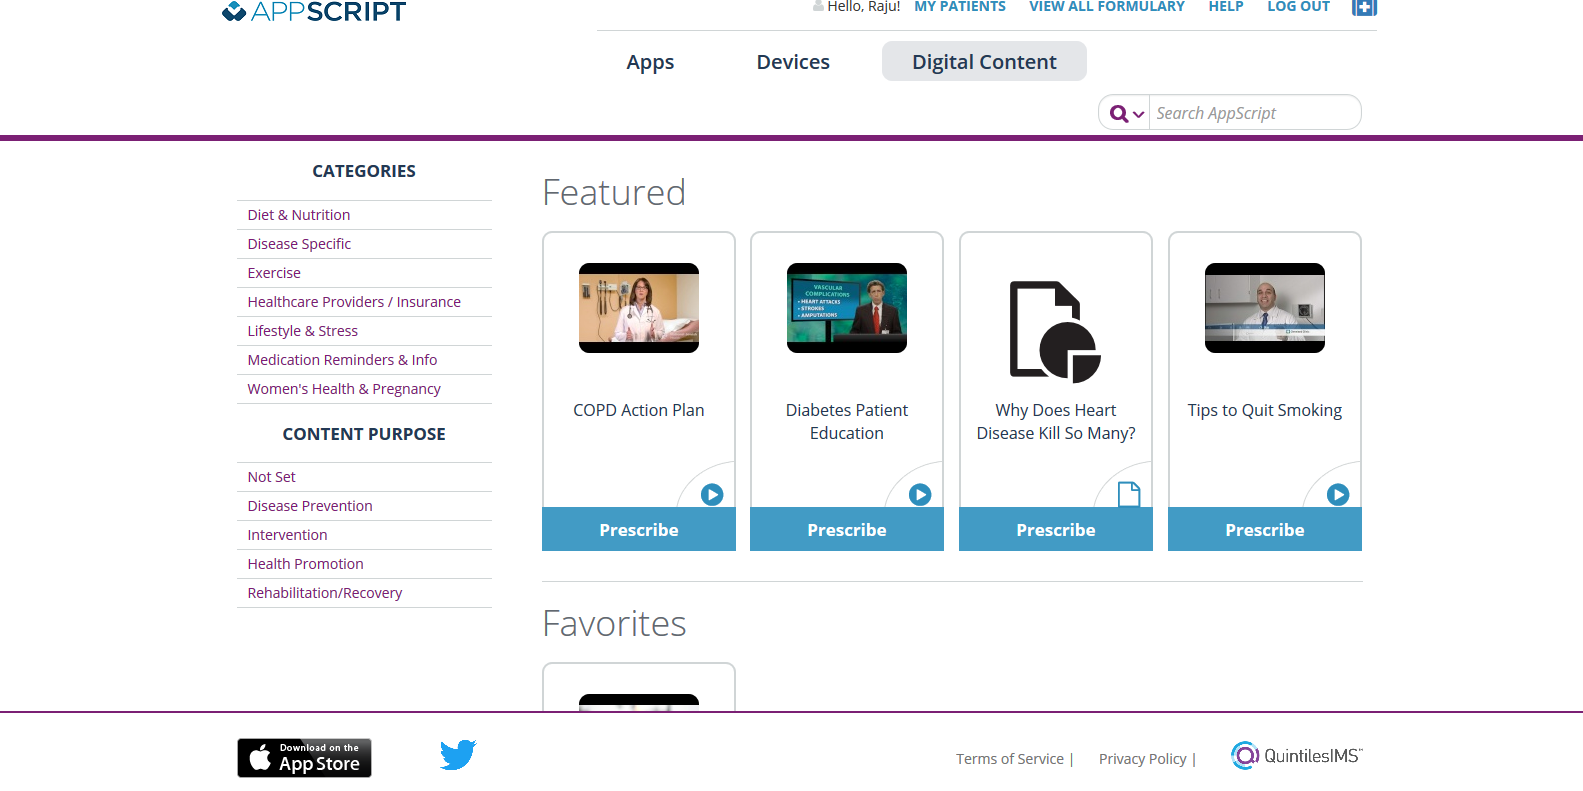 APPSCRIPT
Hello, Raju! MY PATIENTS VIEW ALL FORMULARY HELP LOG OUT
Apps Devices Digital Content
Search AppScript
CATEGORIES
Diet & Nutrition
Disease Specific
Exercise
Healthcare Providers / Insurance
Lifestyle & Stress
Medication Reminders & Info
Women's Health & Pregnancy
CONTENT PURPOSE
Not Set
Disease Prevention
Intervention
Health Promotion
Rehabilitation/Recovery
Featured
COPD Action Plan
Prescribe
VASCULAR
COMPLICATIONS
• HEART ATTACKS
• STROKES
• AMPUTATIONS
Diabetes Patient
Education
Prescribe
Why Does Heart
Disease Kill So Many?
Prescribe
Tips to Quit Smoking
Prescribe
Favorites
Download on the
App Store
Terms of Service |
Privacy Policy |
QuintilesIMS™